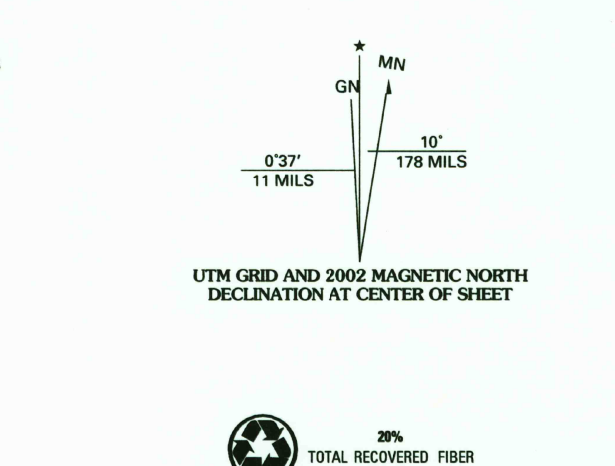 MN
GN
10°
178 MILS
0°37′
11 MILS
UTM GRID AND 2002 MAGNETIC NORTH
DECLINATION AT CENTER OF SHEET
20%
TOTAL RECOVERED FIBER